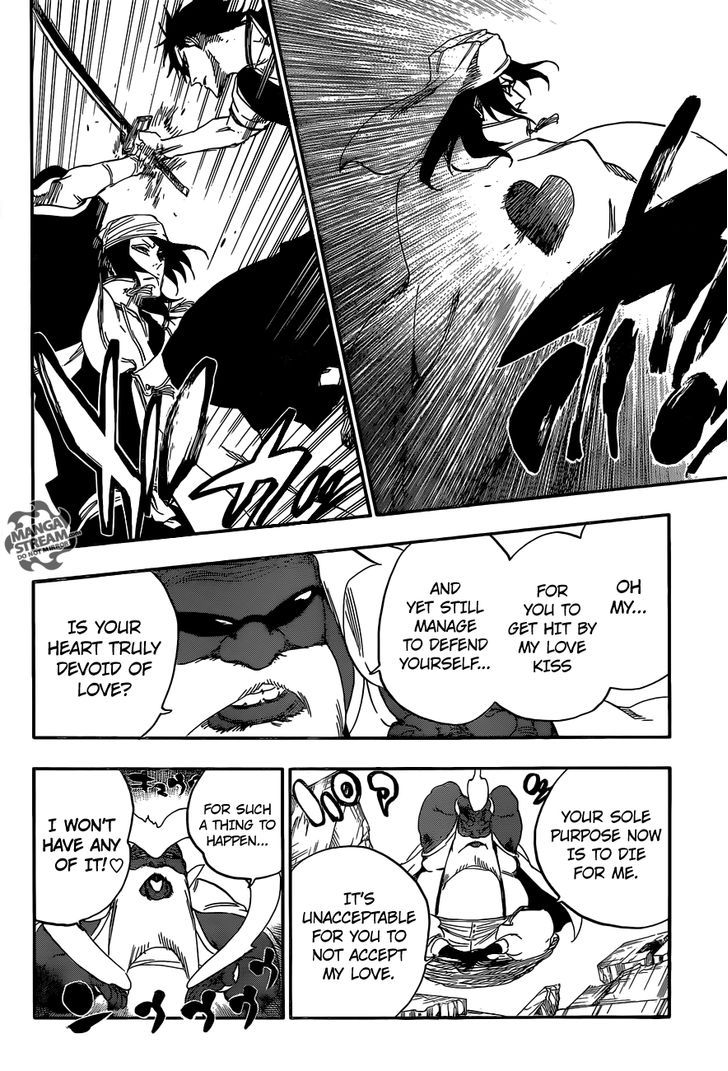 MANGA
STREAM.COM
DO NOT MIRROR
OH
MY...
FOR
YOU TO
GET HIT BY
MY LOVE
KISS
AND
YET STILL
MANAGE
TO DEFEND
YOURSELF...
IS YOUR
HEART TRULY
DEVOID OF
LOVE?
YOUR SOLE
PURPOSE NOW
IS TO DIE
FOR ME.
IT'S
UNACCEPTABLE
FOR YOU TO
NOT ACCEPT
MY LOVE.
FOR SUCH
A THING TO
HAPPEN...
I WON'T
HAVE ANY
OF IT!♡